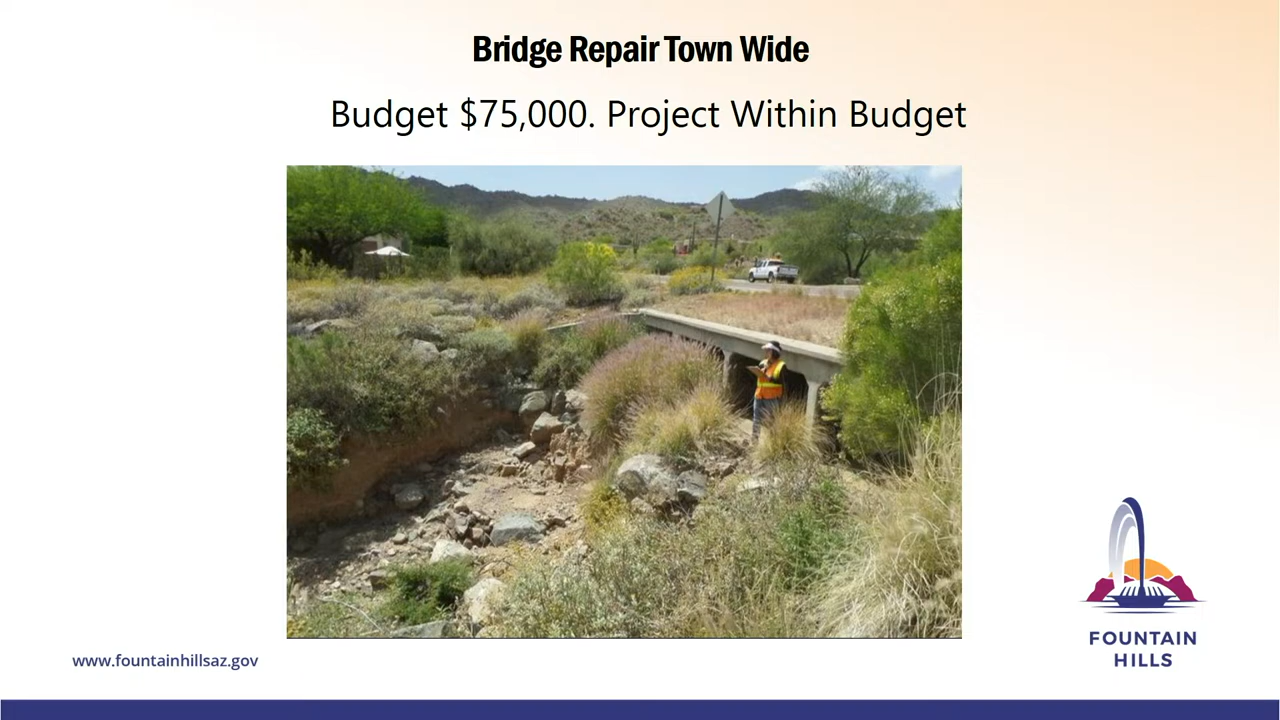 Bridge Repair Town Wide
Budget $75,000. Project Within Budget
www.fountainhillsaz.gov
FOUNTAIN
HILLS